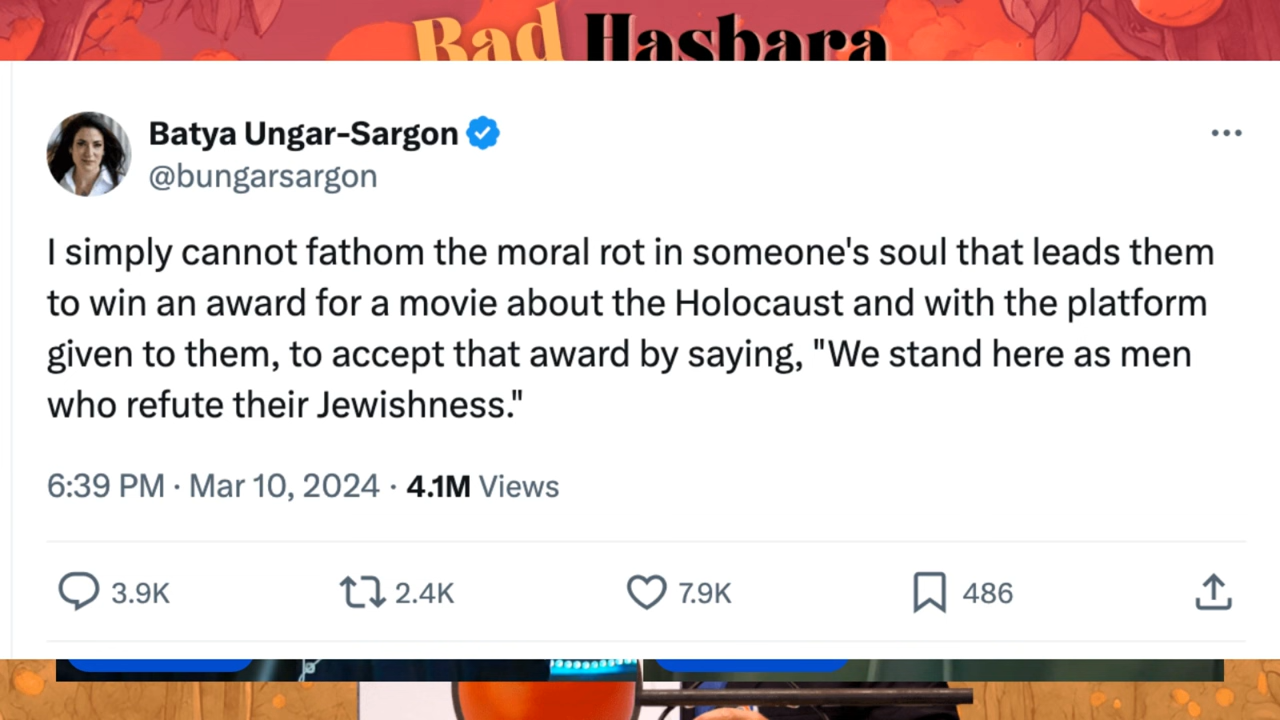 Bad Hasbara
Batya Ungar-Sargon
@bungarsargon
I simply cannot fathom the moral rot in someone's soul that leads them
to win an award for a movie about the Holocaust and with the platform
given to them, to accept that award by saying, "We stand here as men
who refute their Jewishness."
6:39 PM · Mar 10, 2024 · 4.1M Views
3.9K 2.4K 7.9K 486